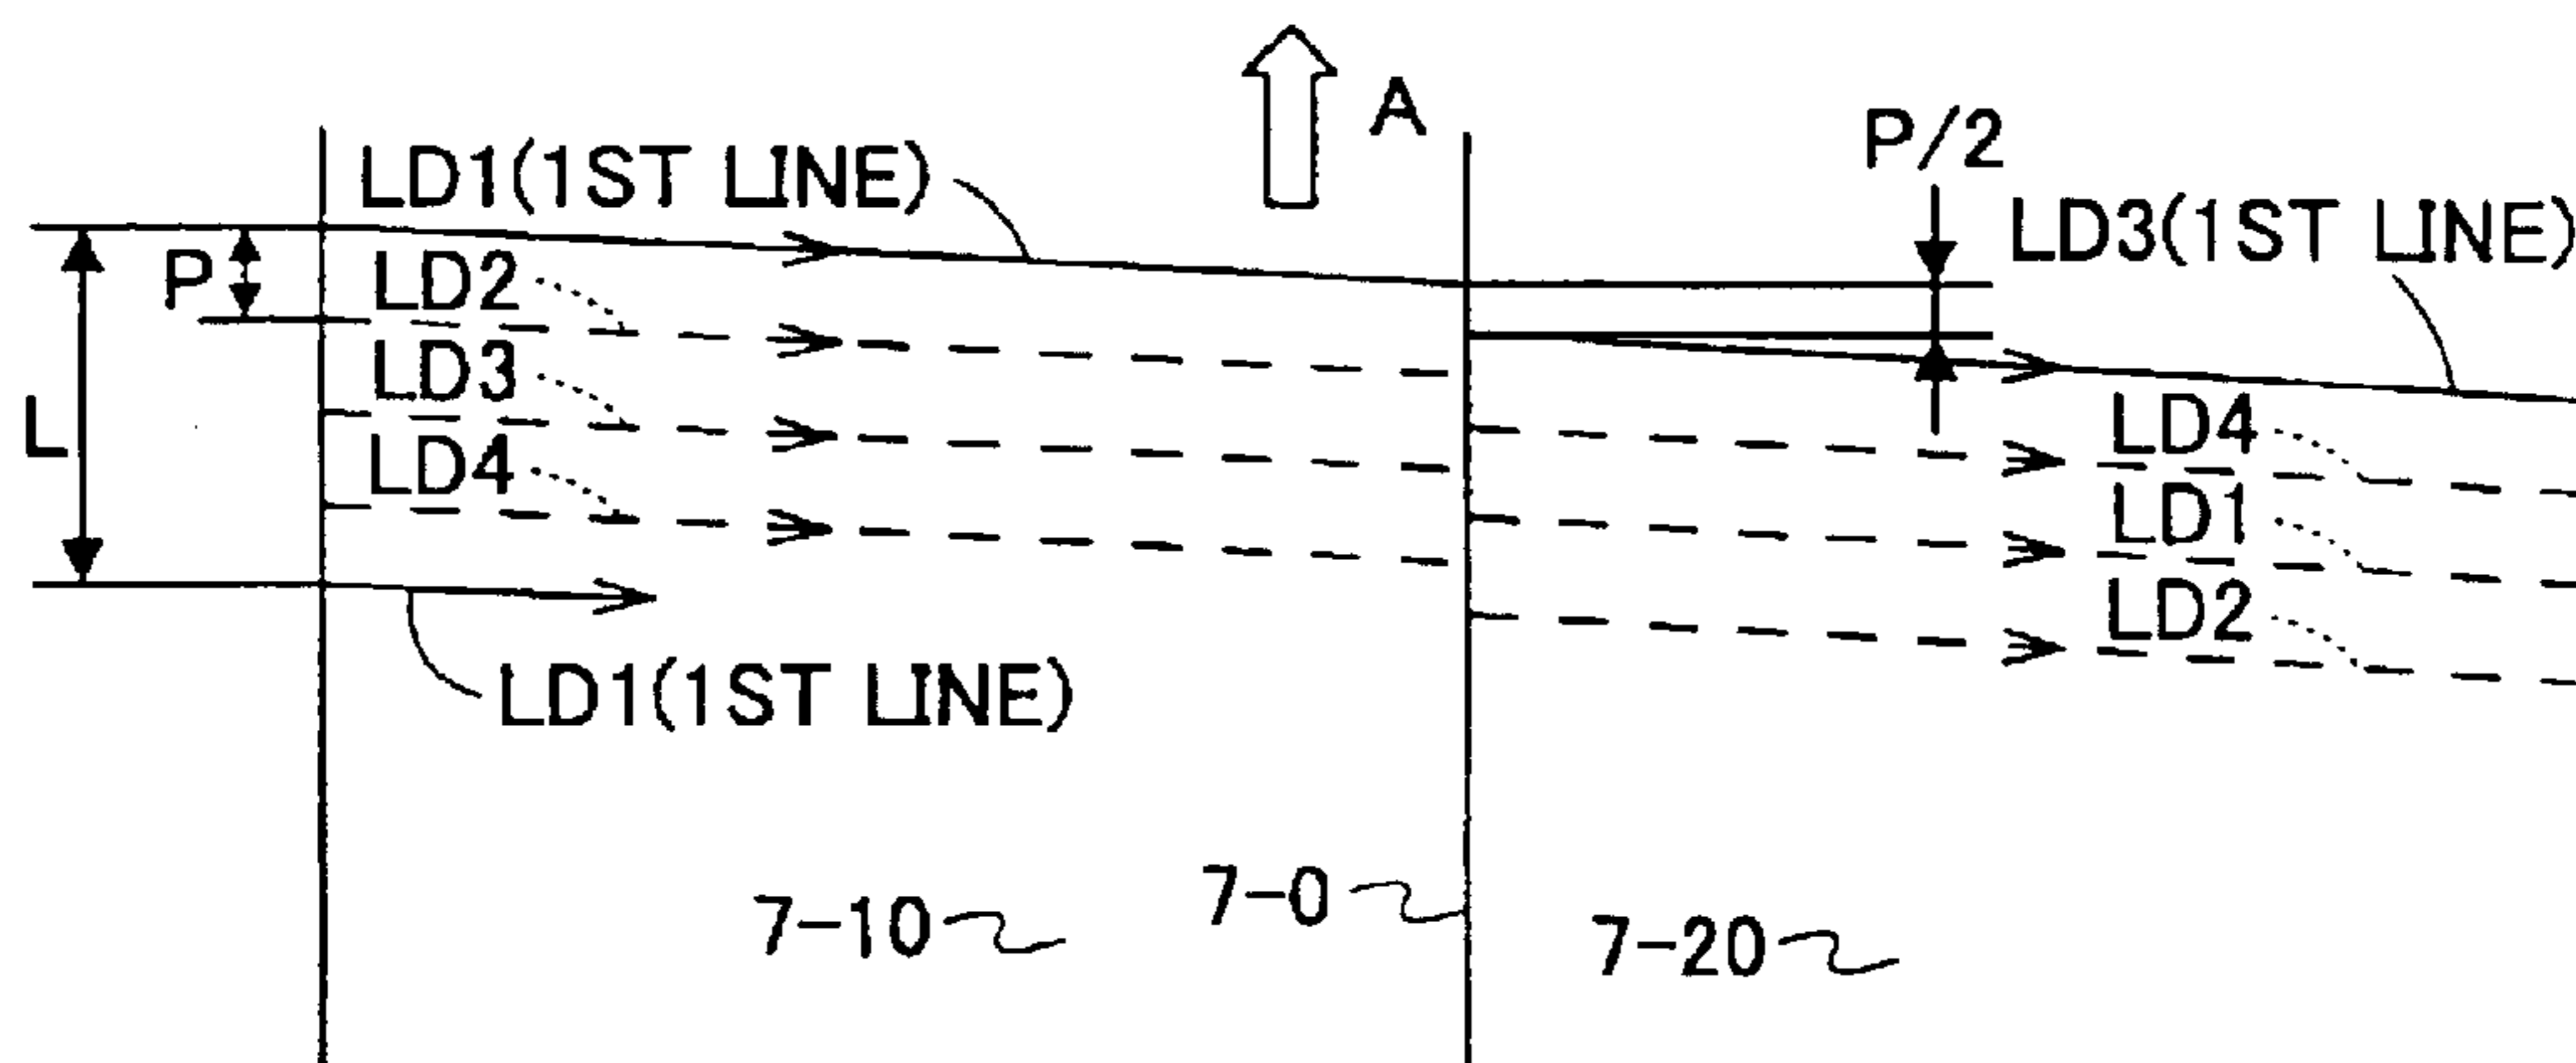 A
P/2
LD1(1ST LINE)
LD3(1ST LINE)
P
LD2
LD3
L
LD4
LD4
LD1
LD2
LD1(1ST LINE)
7-10
7-0
7-20